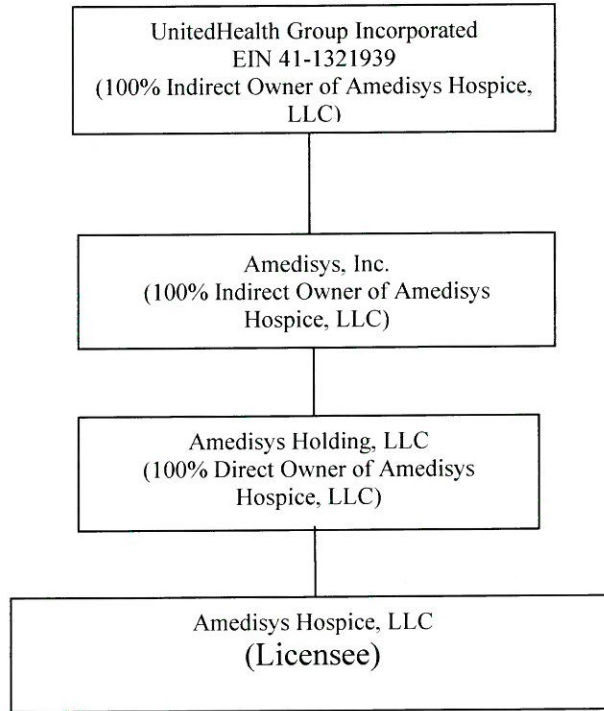 UnitedHealth Group Incorporated
EIN 41-1321939
(100% Indirect Owner of Amedisys Hospice,
LLC)
Amedisys, Inc.
(100% Indirect Owner of Amedisys
Hospice, LLC)
Amedisys Holding, LLC
(100% Direct Owner of Amedisys
Hospice, LLC)
Amedisys Hospice, LLC
(Licensee)